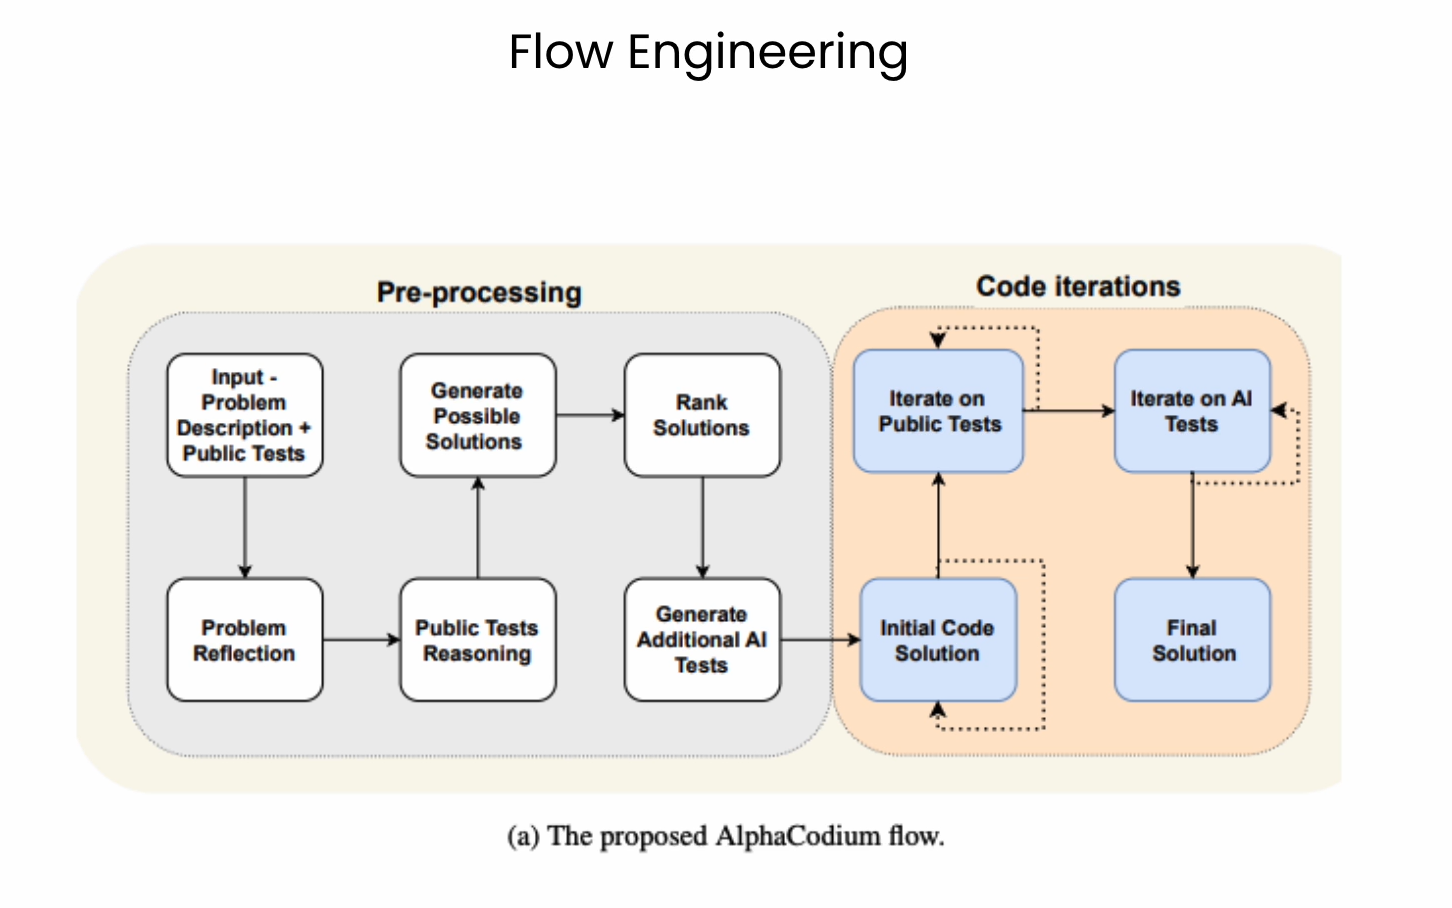 Flow Engineering
Pre-processing
Input -
Problem
Description +
Public Tests
Problem
Reflection
Public Tests
Reasoning
Generate
Possible
Solutions
Rank
Solutions
Generate
Additional AI
Tests
Code iterations
Initial Code
Solution
Iterate on
Public Tests
Iterate on AI
Tests
Final
Solution
(a) The proposed AlphaCodium flow.